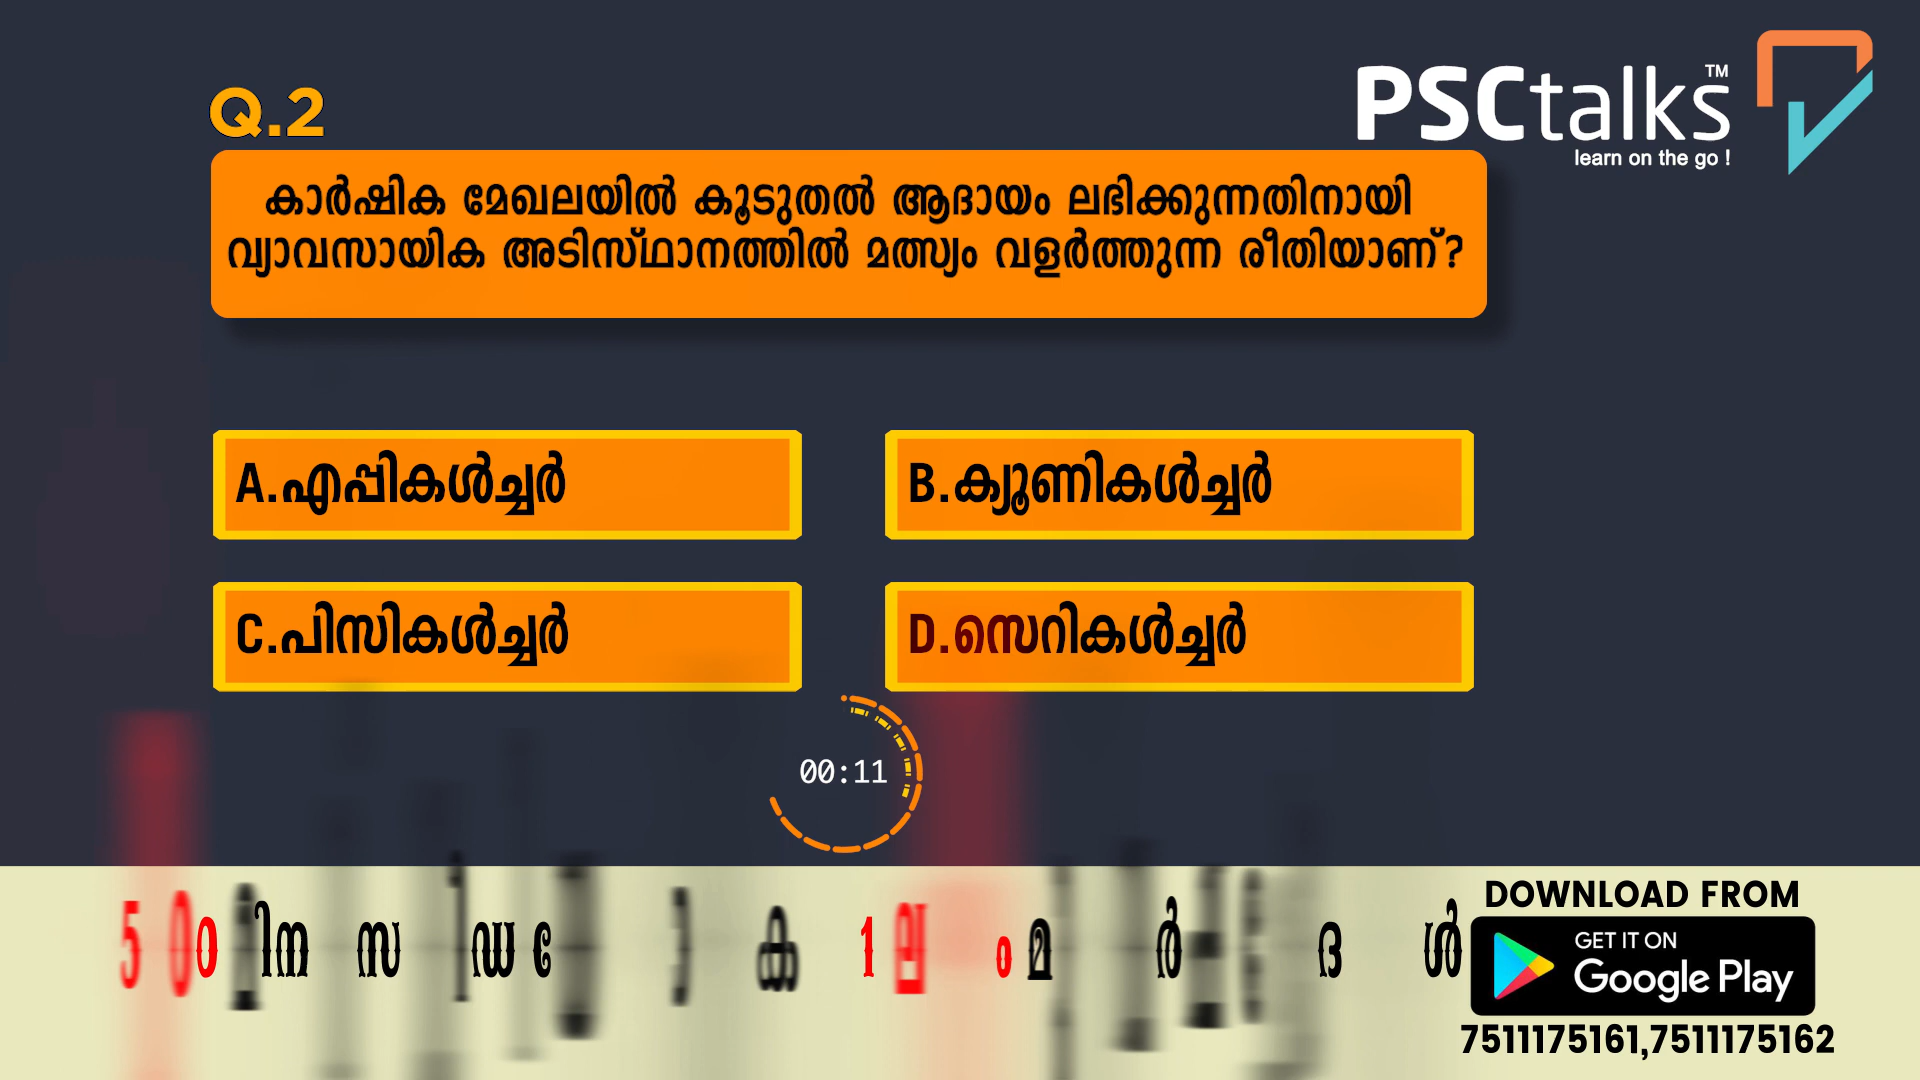 PSCtalks™
learn on the go !
Q.2
കാർഷിക മേഖലയിൽ കൂടുതൽ ആദായം ലഭിക്കുന്നതിനായി
വ്യാവസായിക അടിസ്ഥാനത്തിൽ മത്സ്യം വളർത്തുന്ന രീതിയാണ്?
A.എപ്പികൾച്ചർ
B.ക്യൂണികൾച്ചർ
C.പിസികൾച്ചർ
D.സെറികൾച്ചർ
00:11
DOWNLOAD FROM
GET IT ON
Google Play
7511175161,7511175162